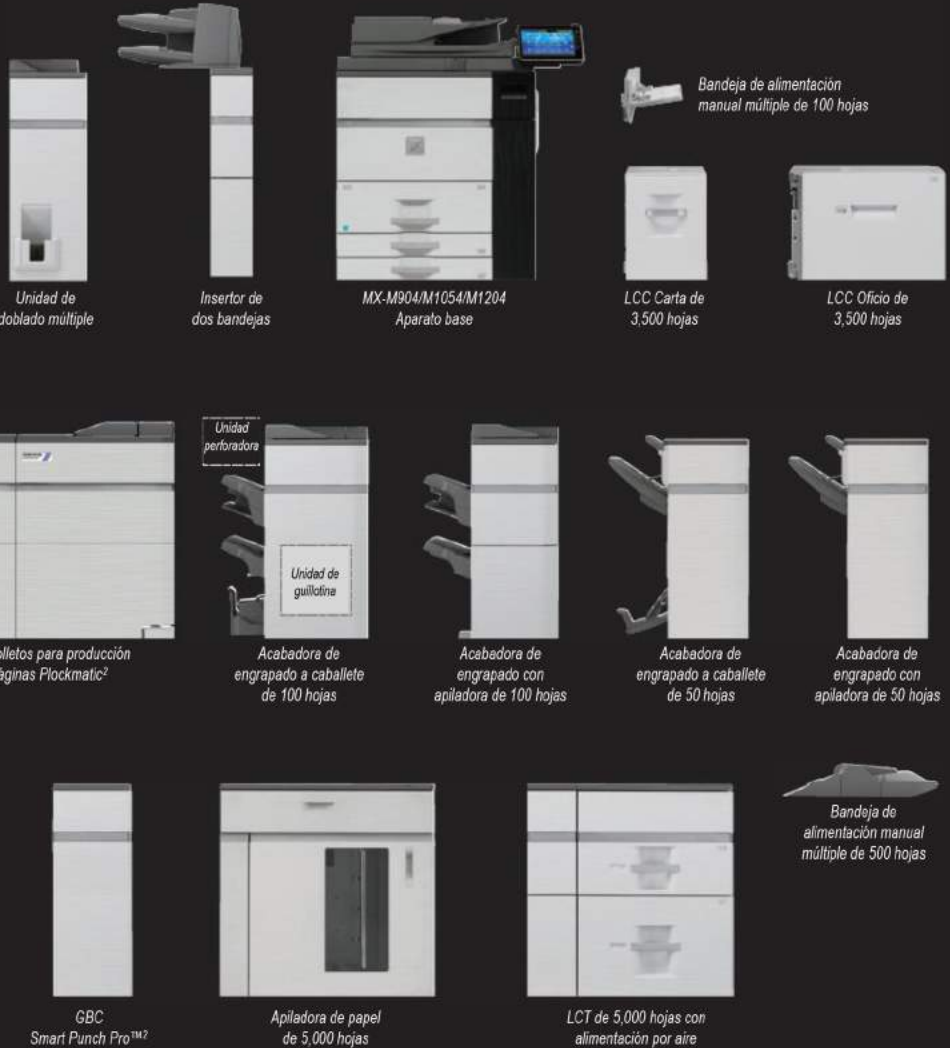 Bandeja de alimentación
manual múltiple de 100 hojas
Unidad de
doblado múltiple
Insertor de
dos bandejas
MX-M904/M1054/M1204
Aparato base
LCC Carta de
3,500 hojas
LCC Oficio de
3,500 hojas
Unidad
perforadora
Unidad de
guillotina
olletos para producción
áginas Plockmatic²
Acabadora de
engrapado a caballete
de 100 hojas
Acabadora de
engrapado con
apiladora de 100 hojas
Acabadora de
engrapado a caballete
de 50 hojas
Acabadora de
engrapado con
apiladora de 50 hojas
Bandeja de
alimentación manual
múltiple de 500 hojas
GBC
Smart Punch Pro™²
Apiladora de papel
de 5,000 hojas
LCT de 5,000 hojas con
alimentación por aire